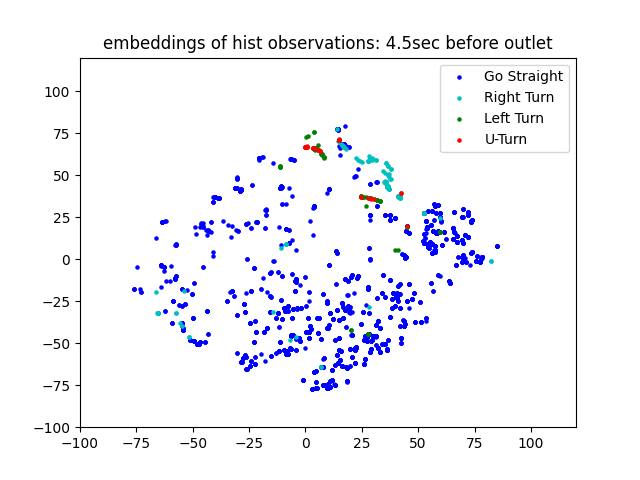 embeddings of hist observations: 4.5sec before outlet
Go Straight
Right Turn
Left Turn
U-Turn
100
75
50
25
0
−25
−50
−75
−100
−100 −75 −50 −25 0 25 50 75 100